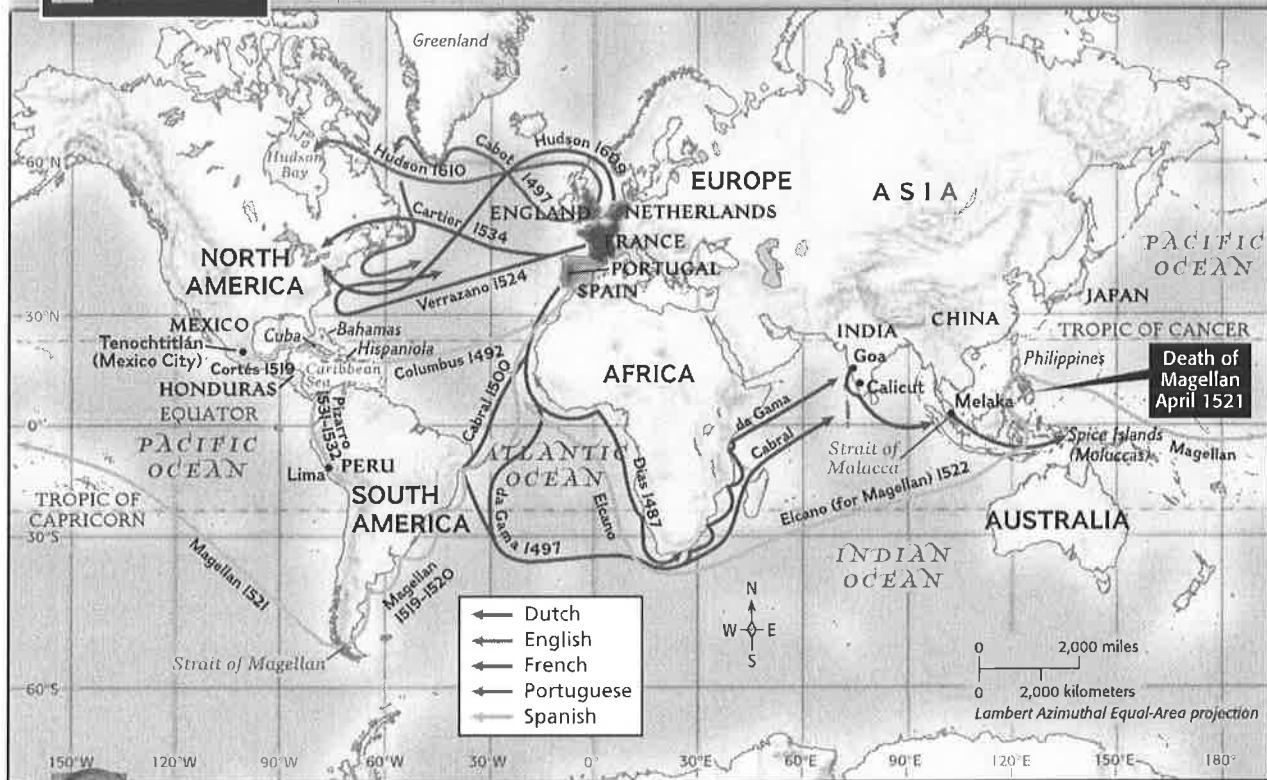 Greenland
60°N
Hudson
Bay
Hudson 1610
Cabot
1497
Hudson 1609
EUROPE
ASIA
ENGLAND
NETHERLANDS
Cartier 1534
FRANCE
NORTH
AMERICA
PACIFIC
OCEAN
PORTUGAL
SPAIN
Verrazano 1524
JAPAN
30°N
MEXICO
Cuba
Bahamas
Hispaniola
INDIA
CHINA
TROPIC OF CANCER
Tenochtitlán
(Mexico City)
Cortés 1519
Caribbean
Sea
Columbus 1492
Goa
Philippines
Death of
Magellan
April 1521
HONDURAS
AFRICA
Calicut
EQUATOR
Cabral 1500
Melaka
0°
Pizarro
1531–1532
da Gama
0°
PACIFIC
OCEAN
ATLANTIC
OCEAN
Cabral
Strait of
Malacca
Spice Islands
(Moluccas)
Magellan
Lima
PERU
SOUTH
AMERICA
Dias 1487
Elcano (for Magellan) 1522
TROPIC OF
CAPRICORN
da Gama 1497
Elcano
AUSTRALIA
30°S
30°S
Magellan 1521
Magellan
1519–1520
INDIAN
OCEAN
N
W E
S
Dutch
English
French
Portuguese
Spanish
Strait of Magellan
0 2,000 miles
0 2,000 kilometers
Lambert Azimuthal Equal-Area projection
60°S
60°S
150°W
120°W
90°W
60°W
30°W
0°
30°E
60°E
90°E
120°E
150°E
180°